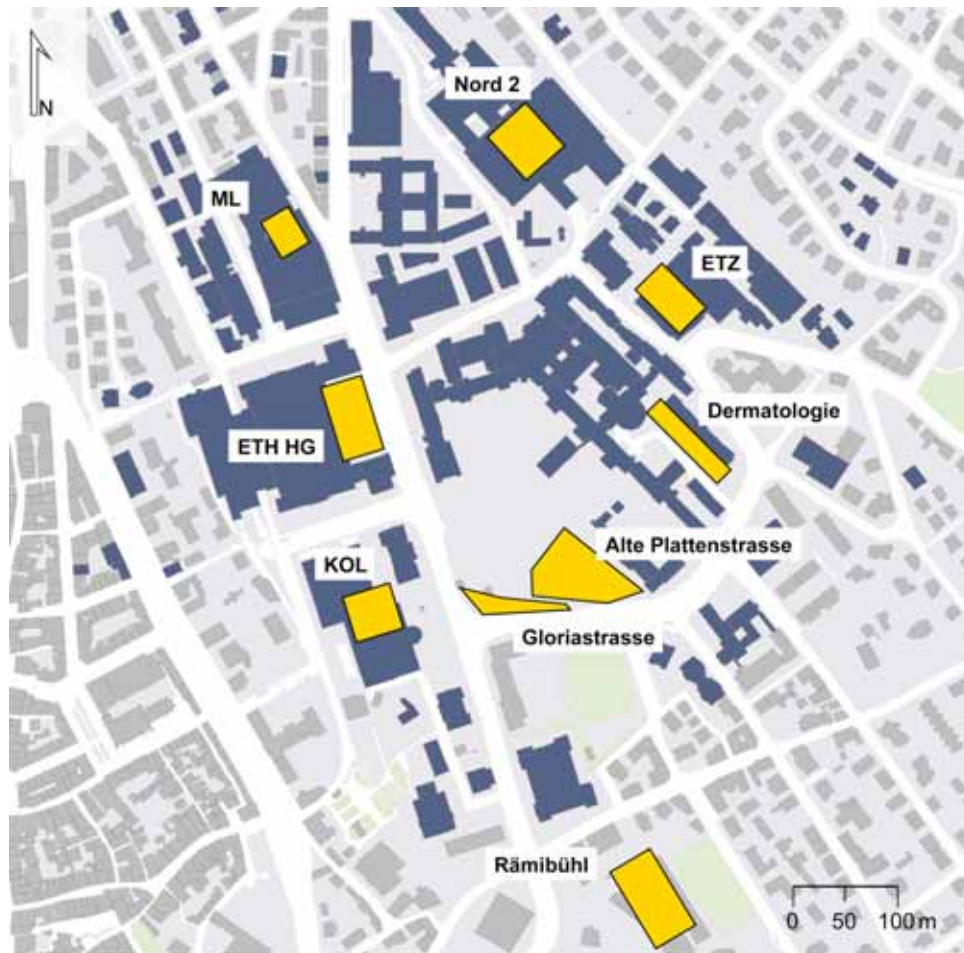 Nord 2
N
ML
ETZ
Dermatologie
ETH HG
Alte Plattenstrasse
KOL
Gloriastrasse
Rämibühl
0 50 100 m